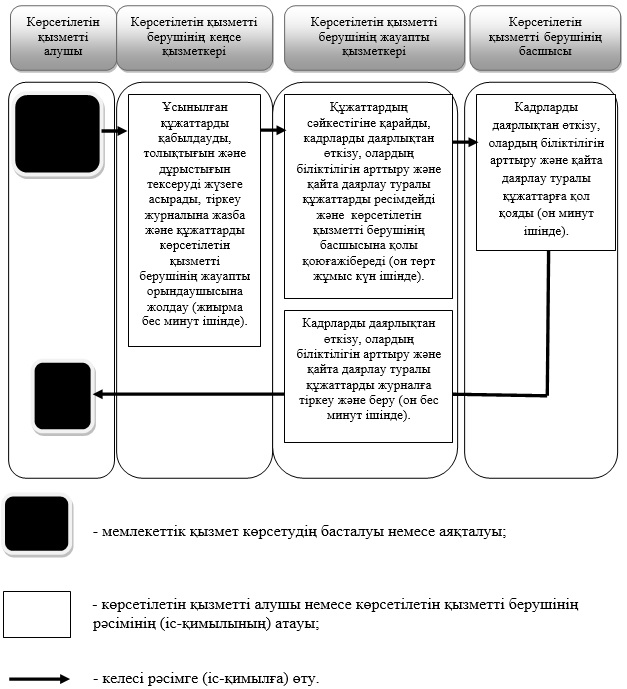 Көрсетілетін
қызметті
алушы
Көрсетілетін қызметті
берушінің кеңсе
қызметкері
Көрсетілетін қызметті
берушінің жауапты
қызметкері
Көрсетілетін
қызметті берушінің
басшысы
Ұсынылған
құжаттарды
қабылдауды,
толықтығын және
дұрыстығын
тексеруді жүзеге
асырады, тіркеу
журналына жазба
және құжаттарды
көрсетілетін
қызметті
берушінің жауапты
орындаушысына
жолдау (жиырма
бес минут ішінде).
Құжаттардың
сәйкестігіне қарайды,
кадрларды даярлықтан
өткізу, олардың
біліктілігін арттыру және
қайта даярлау туралы
құжаттарды ресімдейді
және көрсетілетін
қызметті берушінің
басшысына қолы
қоюғажібереді (он төрт
жұмыс күн ішінде).
Кадрларды
даярлықтан өткізу,
олардың біліктілігін
арттыру және қайта
даярлау туралы
құжаттарға қол
қояды (он минут
ішінде).
Кадрларды даярлықтан
өткізу, олардың
біліктілігін арттыру және
қайта даярлау туралы
құжаттарды журналға
тіркеу және беру (он бес
минут ішінде).
- мемлекеттік қызмет көрсетудің басталуы немесе аяқталуы;
- көрсетілетін қызметті алушы немесе көрсетілетін қызметті берушінің
рәсімінің (іс-қимылының) атауы;
- келесі рәсімге (іс-қимылға) өту.